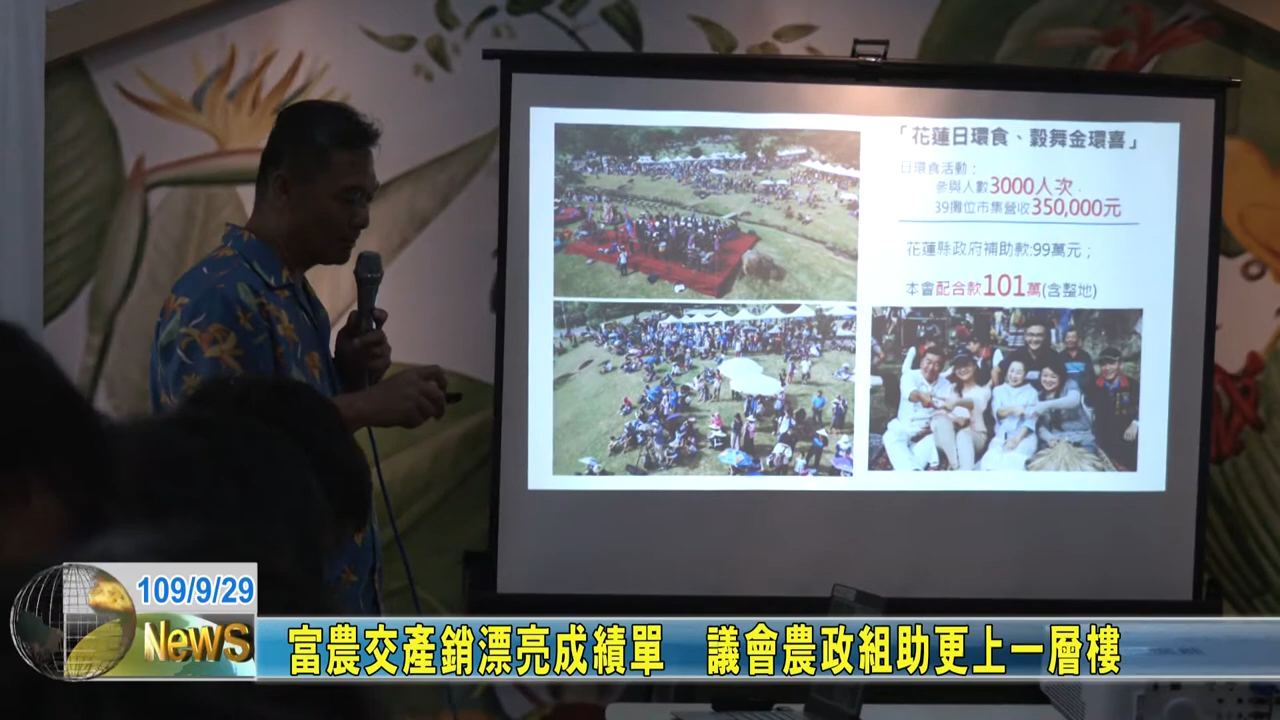 「花蓮日環食、穀舞金環喜」
日環食活動：
參與人數3000人次．
39攤位市集營收350,000元
花蓮縣政府補助款:99萬元；
本會配合款101萬(含整地)
109/9/29
NewS
富農交產銷漂亮成績單 議會農政組助更上一層樓